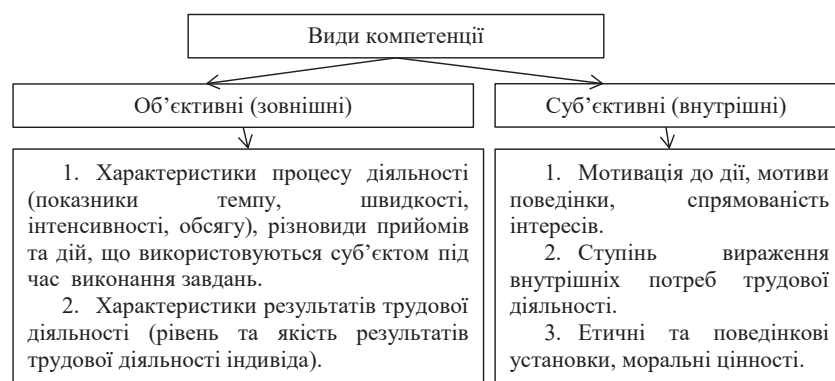 Види компетенції
Об’єктивні (зовнішні)
Суб’єктивні (внутрішні)
1. Характеристики процесу діяльності
(показники темпу, швидкості,
інтенсивності, обсягу), різновиди прийомів
та дій, що використовуються суб’єктом під
час виконання завдань.
2. Характеристики результатів трудової
діяльності (рівень та якість результатів
трудової діяльності індивіда).
1. Мотивація до дії, мотиви
поведінки, спрямованість
інтересів.
2. Ступінь вираження
внутрішніх потреб трудової
діяльності.
3. Етичні та поведінкові
установки, моральні цінності.